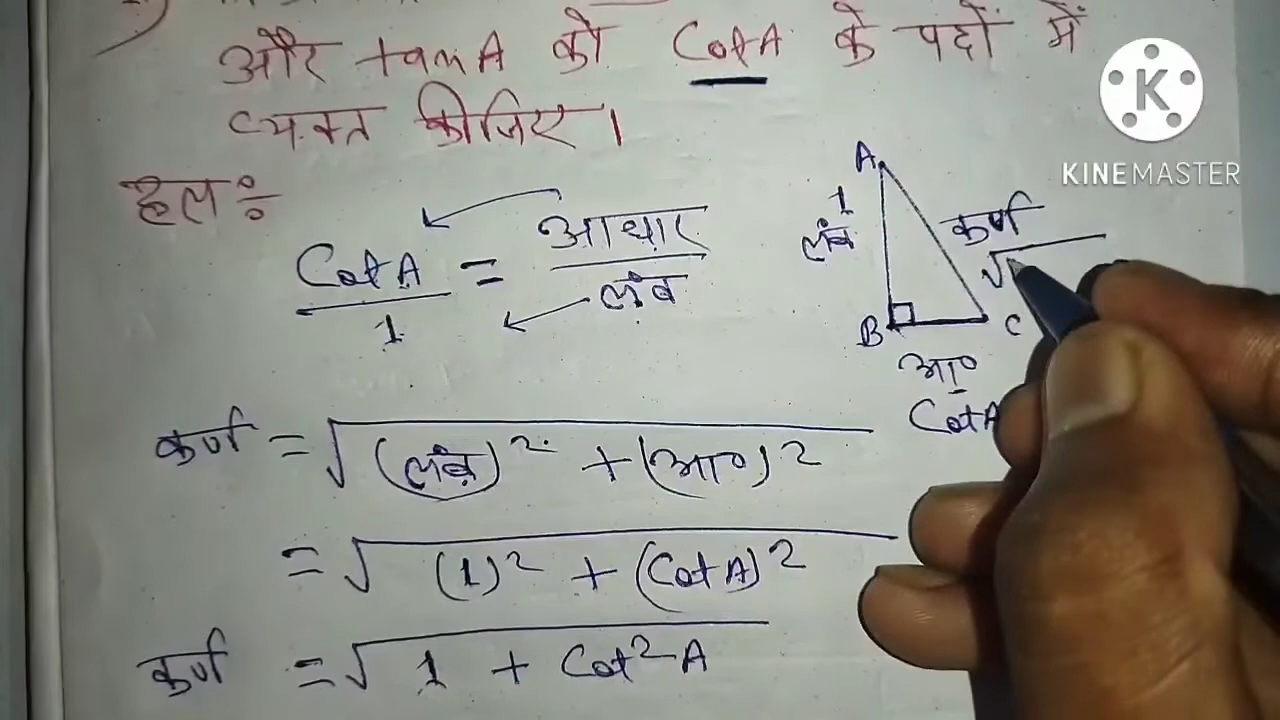 और tanA को CotA के पदों में
व्यक्त कीजिए।
KINEMASTER
हल÷
CotA/1 = आधार/लंब
A
1
लंब
कर्ण
√
B
C
आ०
CotA
कर्ण = √(लंब)² + (आ०)²
= √(1)² + (CotA)²
कर्ण = √1 + Cot²A